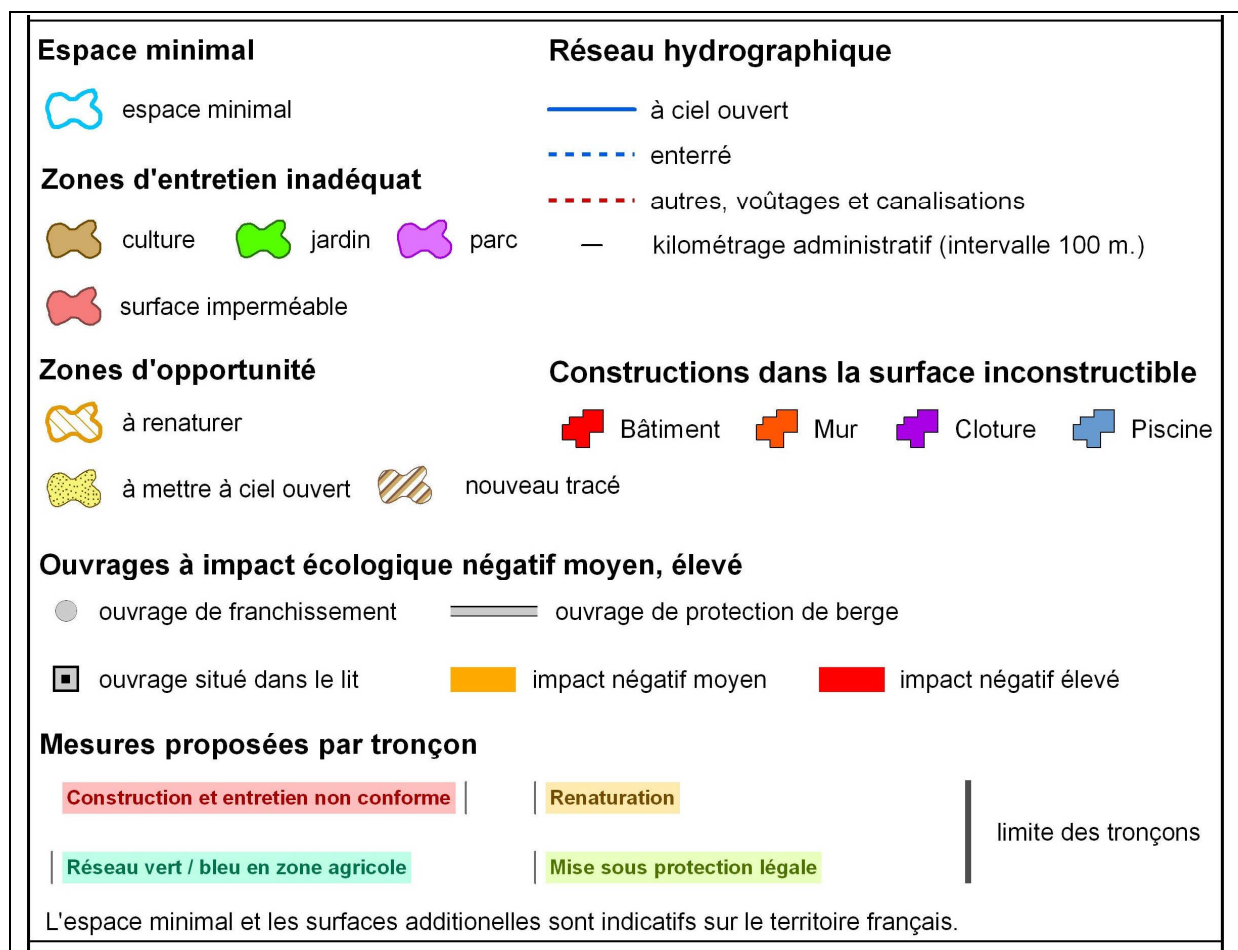 Espace minimal
espace minimal
Réseau hydrographique
à ciel ouvert
enterré
autres, voûtages et canalisations
kilométrage administratif (intervalle 100 m.)
Zones d'entretien inadéquat
culture jardin parc
surface imperméable
Zones d'opportunité
à renaturer
à mettre à ciel ouvert nouveau tracé
Constructions dans la surface inconstructible
Bâtiment Mur Cloture Piscine
Ouvrages à impact écologique négatif moyen, élevé
ouvrage de franchissement ouvrage de protection de berge
ouvrage situé dans le lit impact négatif moyen impact négatif élevé
Mesures proposées par tronçon
Construction et entretien non conforme Renaturation
limite des tronçons
Réseau vert / bleu en zone agricole Mise sous protection légale
L'espace minimal et les surfaces additionelles sont indicatifs sur le territoire français.